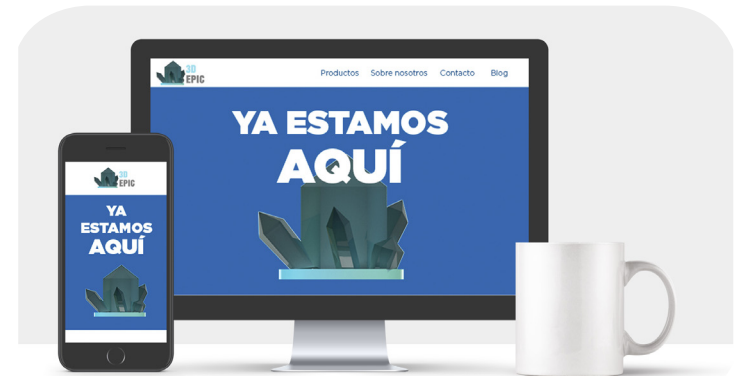 3D
EPIC
Productos Sobre nosotros Contacto Blog
YA ESTAMOS
AQUÍ
3D
EPIC
YA
ESTAMOS
AQUÍ